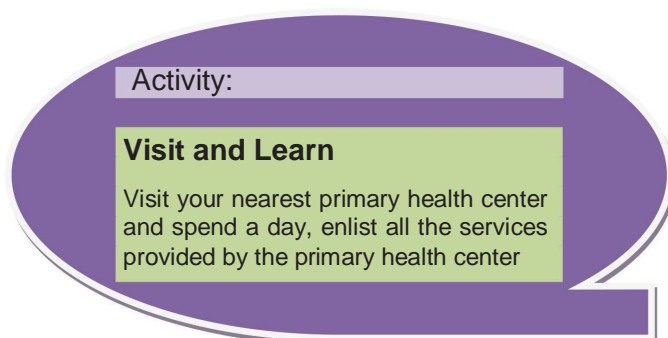 Activity:
Visit and Learn
Visit your nearest primary health center
and spend a day, enlist all the services
provided by the primary health center